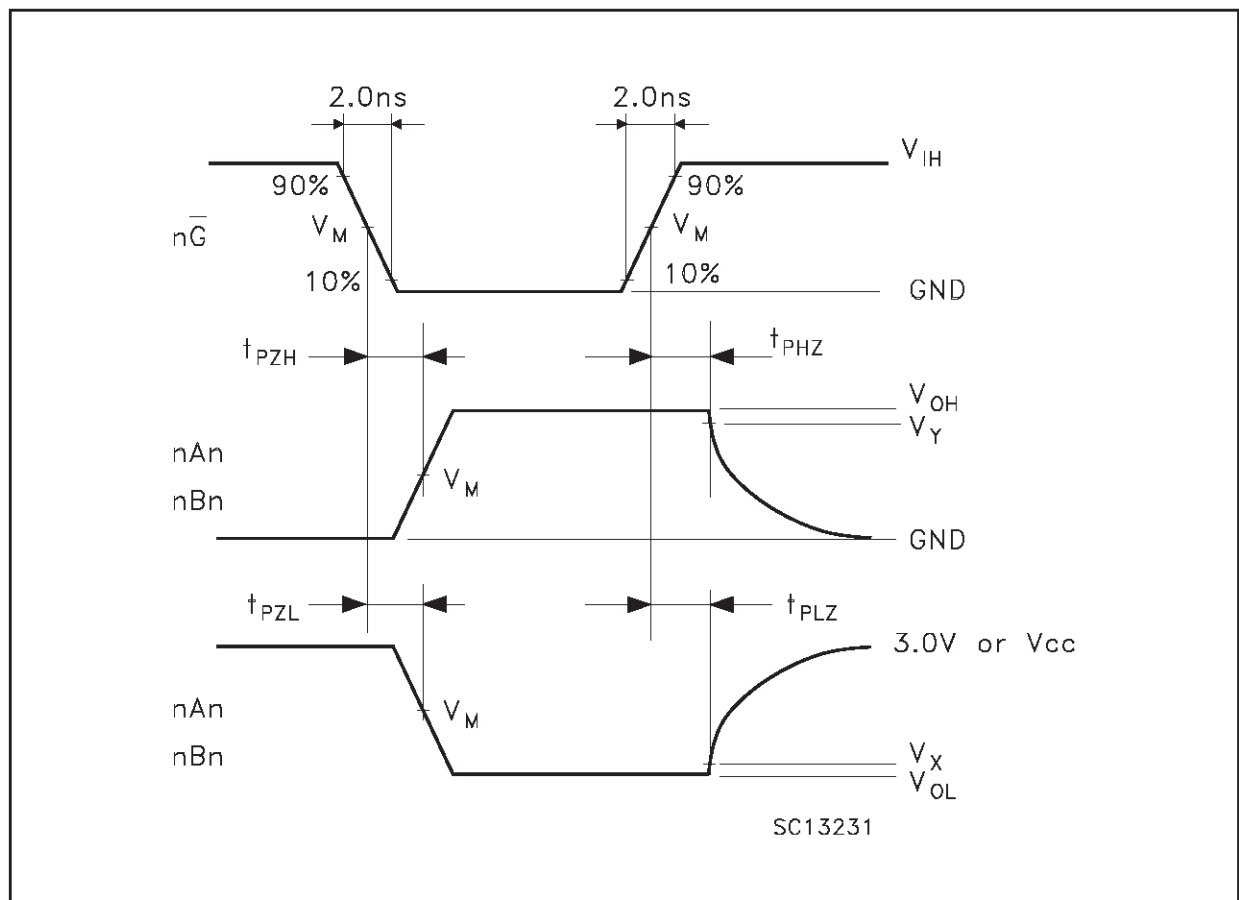 2.0ns 2.0ns
V_IH
90% 90%
nG̅ V_M V_M
10% 10%
GND
t_PZH t_PHZ
V_OH
V_Y
nAn
V_M
nBn
GND
t_PZL t_PLZ
3.0V or Vcc
nAn V_M
nBn V_X
V_OL
SC13231